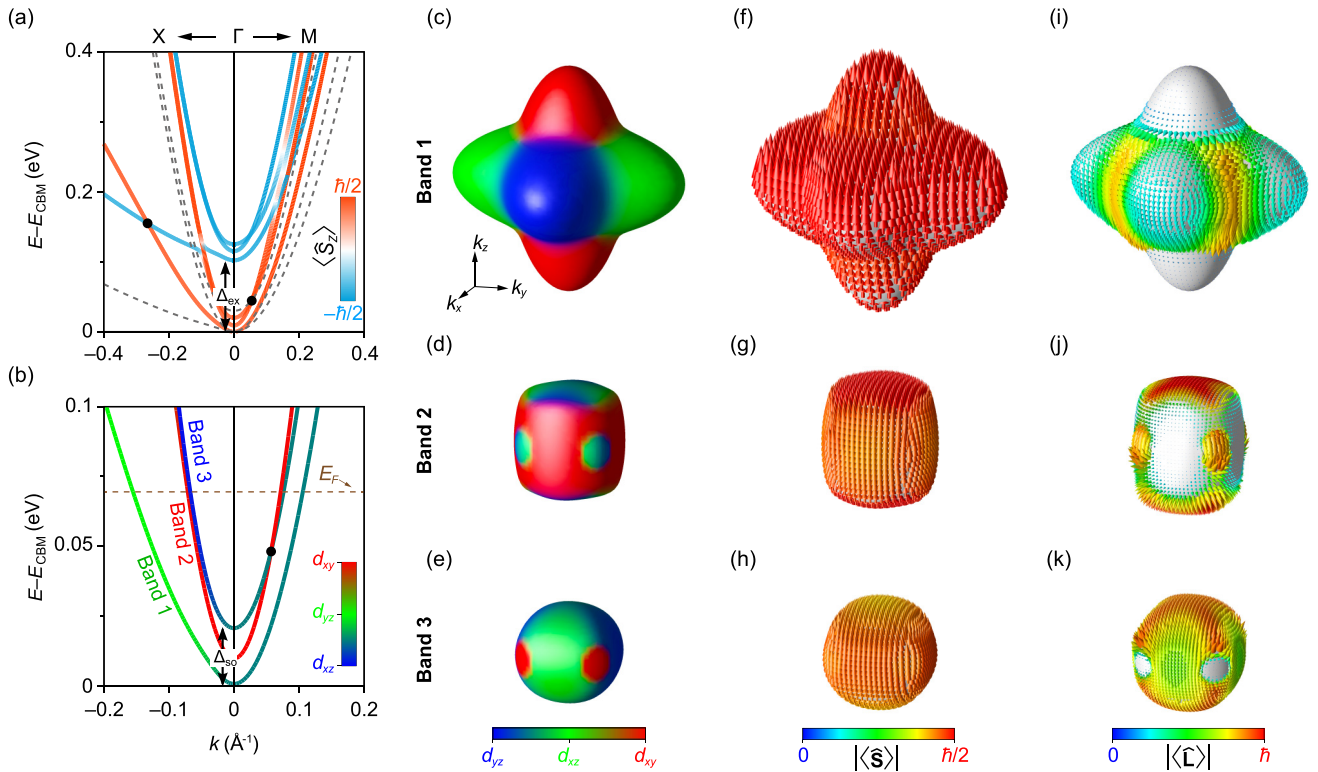 (a)
X ← Γ → M
0.4
0.2
0
E–E_CBM (eV)
–0.4 –0.2 0 0.2 0.4
Δ_ex
ħ/2
⟨Ŝ_Z⟩
–ħ/2
(b)
0.1
0.05
0
E–E_CBM (eV)
Band 3
Band 2
Band 1
E_F
d_xy
d_yz
d_xz
Δ_so
–0.2 –0.1 0 0.1 0.2
k (Å⁻¹)
(c)
(f)
(i)
Band 1
k_z
k_x
k_y
(d)
(g)
(j)
Band 2
(e)
(h)
(k)
Band 3
d_yz d_xz d_xy
0 |⟨Ŝ⟩| ħ/2
0 |⟨L̂⟩| ħ